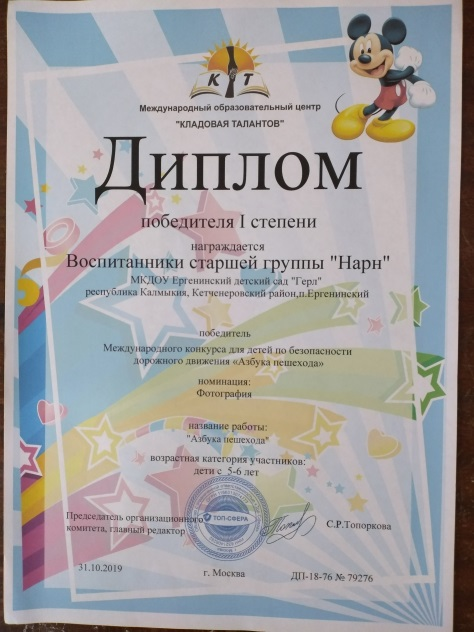 К Т
Международный образовательный центр
"КЛАДОВАЯ ТАЛАНТОВ"
Диплом
победителя I степени
награждается
Воспитанники старшей группы "Нарн"
МКДОУ Ергенинский детский сад "Герл"
республика Калмыкия, Кетченеровский район,п.Ергенинский
победитель
Международного конкурса для детей по безопасности
дорожного движения «Азбука пешехода»
номинация:
Фотография
название работы:
"Азбука пешехода"
возрастная категория участников:
дети с 5-6 лет
Председатель организационного
комитета, главный редактор
ТОП-СФЕРА
С.Р.Топоркова
31.10.2019
г. Москва
ДП-18-76 № 79276